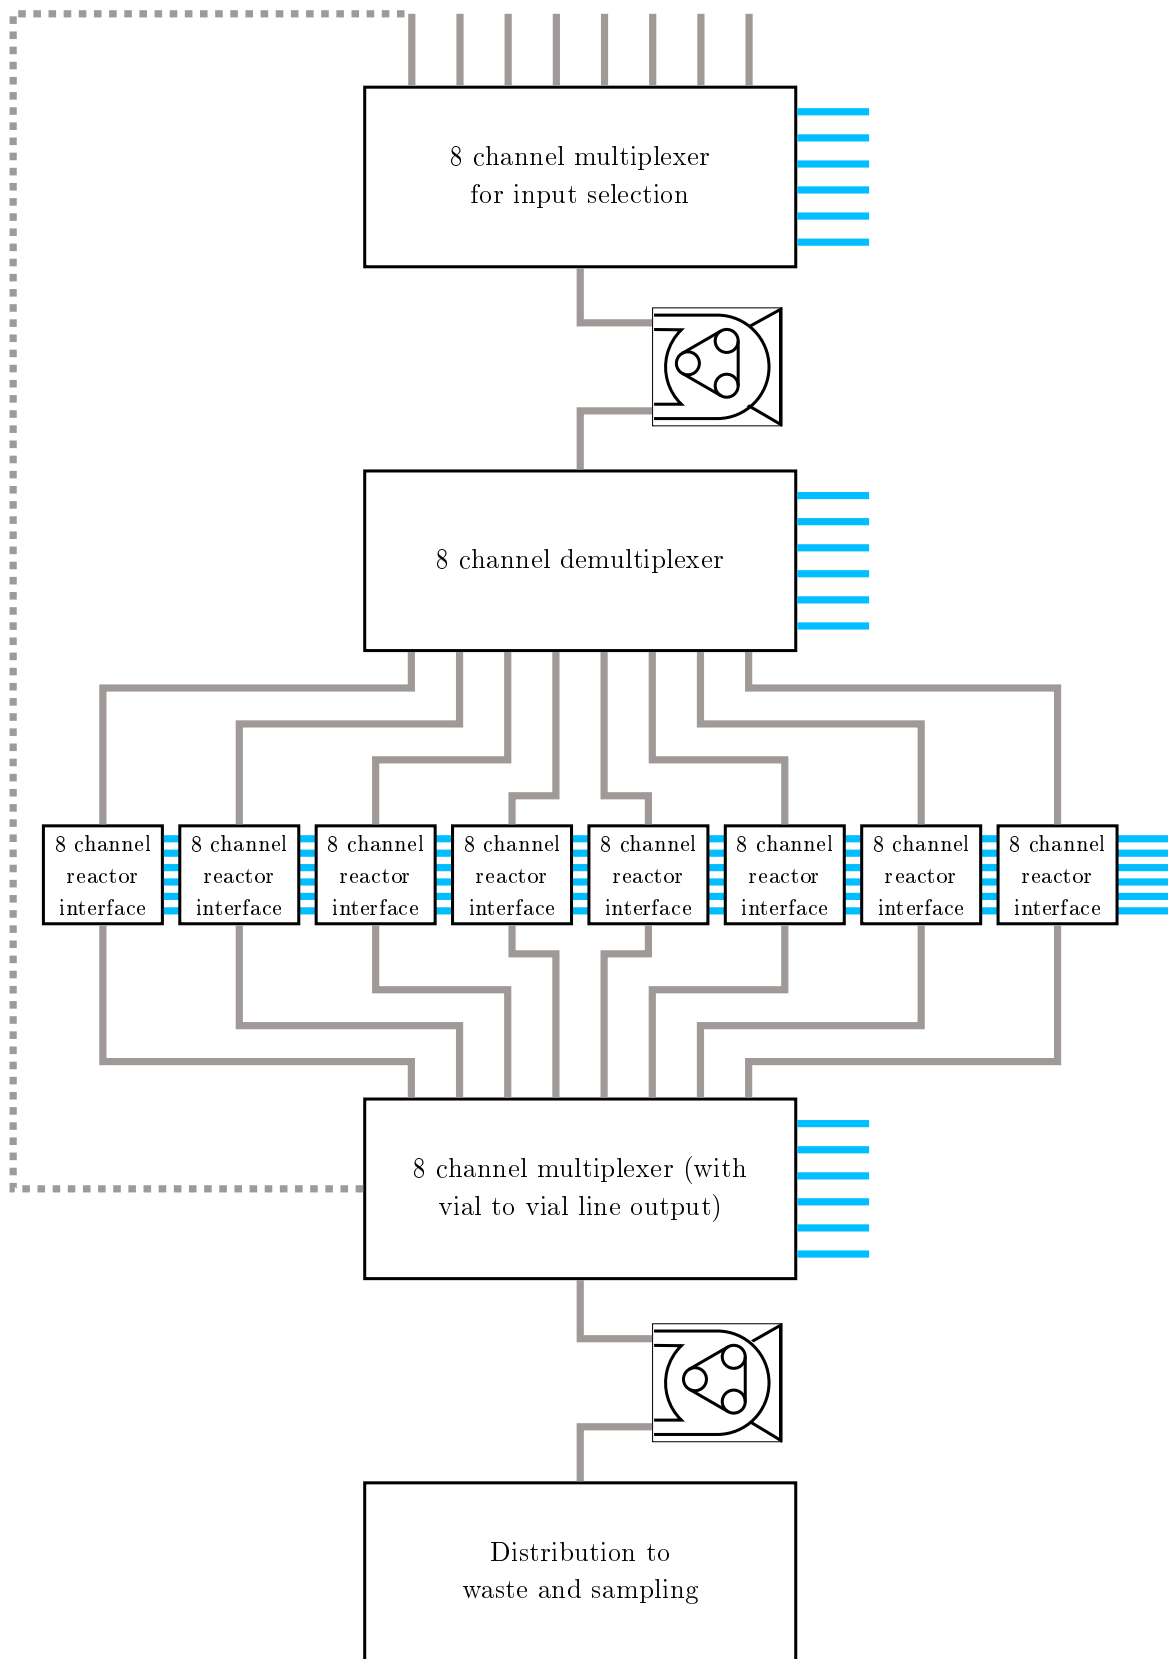 8 channel multiplexer
for input selection
8 channel demultiplexer
8 channel
reactor
interface
8 channel
reactor
interface
8 channel
reactor
interface
8 channel
reactor
interface
8 channel
reactor
interface
8 channel
reactor
interface
8 channel
reactor
interface
8 channel
reactor
interface
8 channel multiplexer (with
vial to vial line output)
Distribution to
waste and sampling